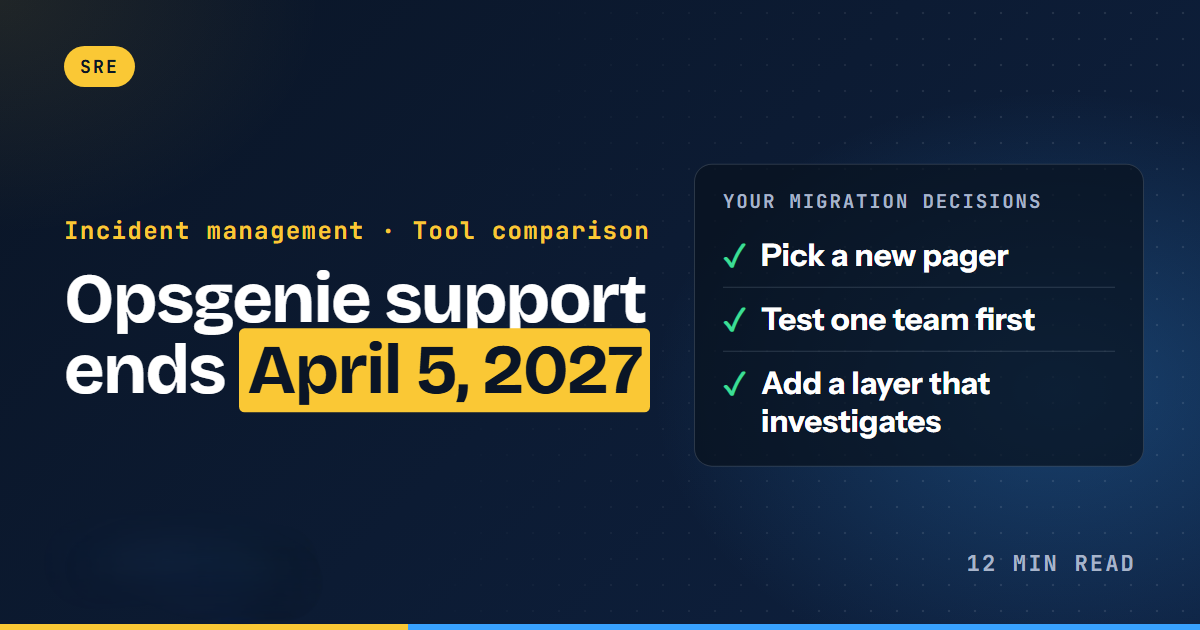 SRE
Incident management · Tool comparison
Opsgenie support
ends April 5, 2027
YOUR MIGRATION DECISIONS
✓ Pick a new pager
✓ Test one team first
✓ Add a layer that
investigates
12 MIN READ